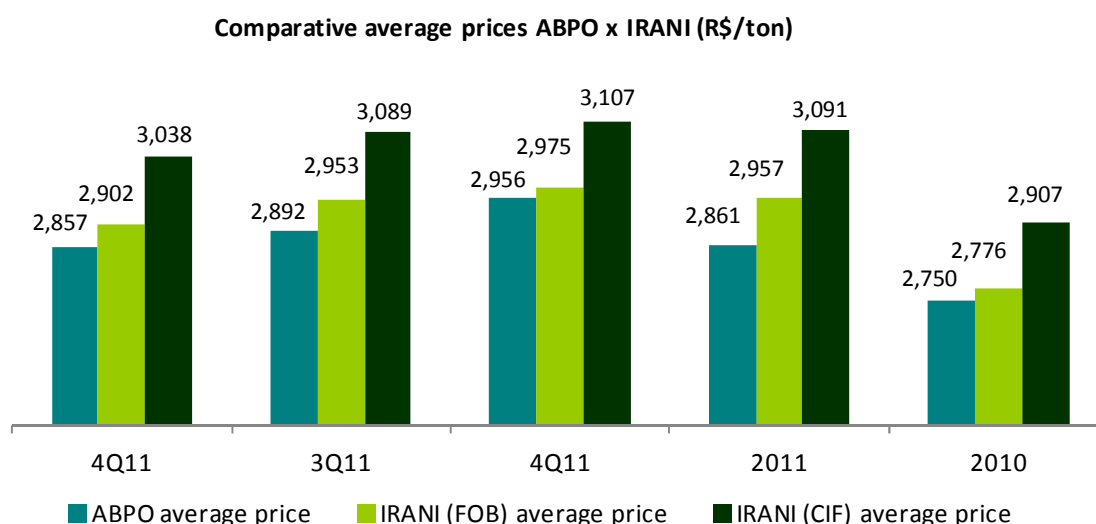 Comparative average prices ABPO x IRANI (R$/ton)
2,857 2,902 3,038 2,892 2,953 3,089 2,956 2,975 3,107 2,861 2,957 3,091 2,750 2,776 2,907
4Q11 3Q11 4Q11 2011 2010
ABPO average price IRANI (FOB) average price IRANI (CIF) average price